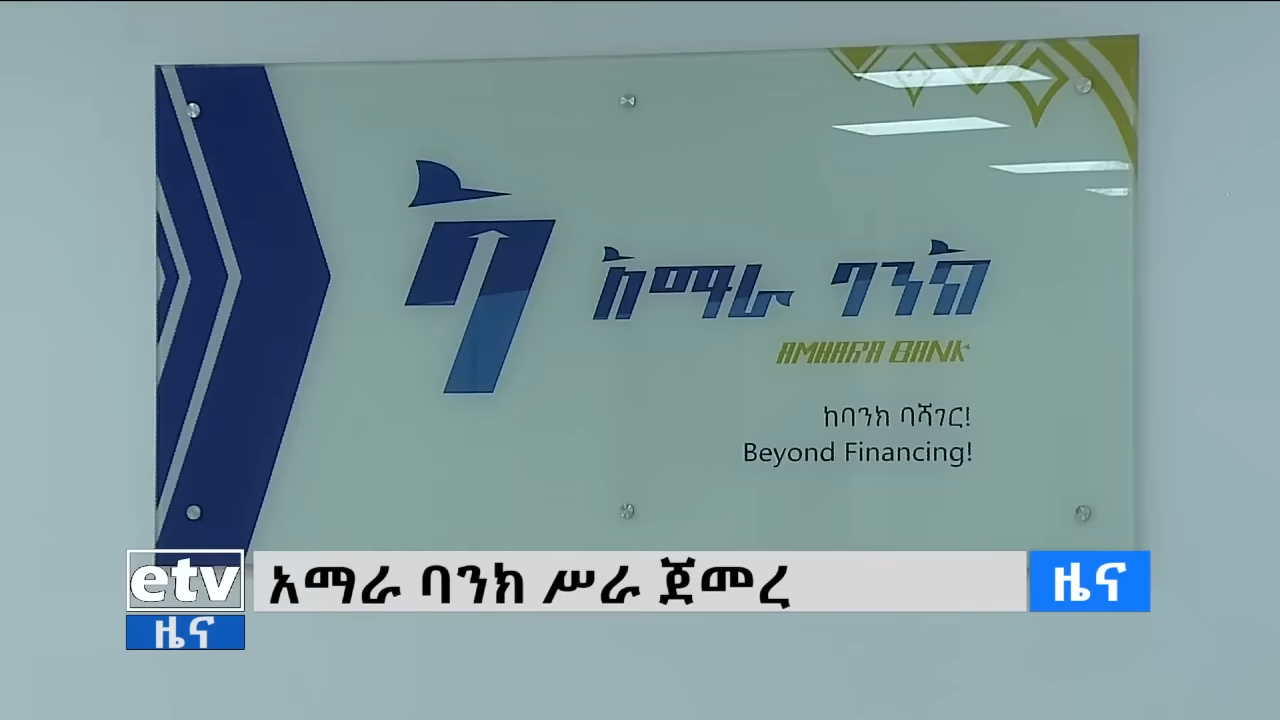 አማራ ባንክ
AMHARA BANK
ከባንክ ባሻገር!
Beyond Financing!
etv
ዜና
አማራ ባንክ ሥራ ጀመረ
ዜና